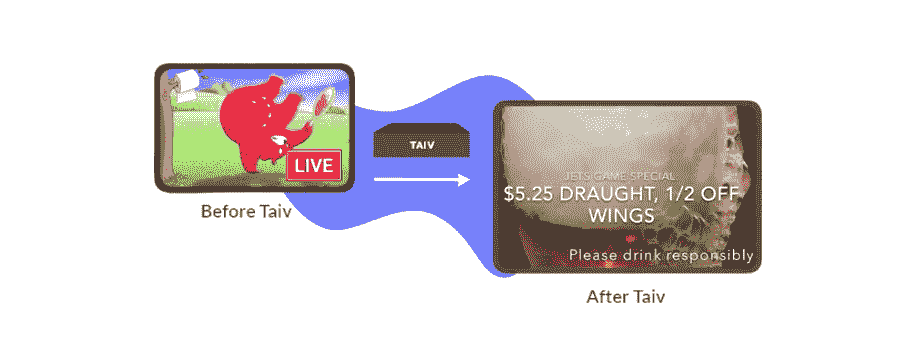 LIVE
Before Taiv
TAIV
JETS GAME SPECIAL
$5.25 DRAUGHT, 1/2 OFF
WINGS
Please drink responsibly
After Taiv